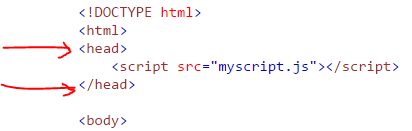 <!DOCTYPE html>
<html>
<head>
<script src="myscript.js"></script>
</head>
<body>